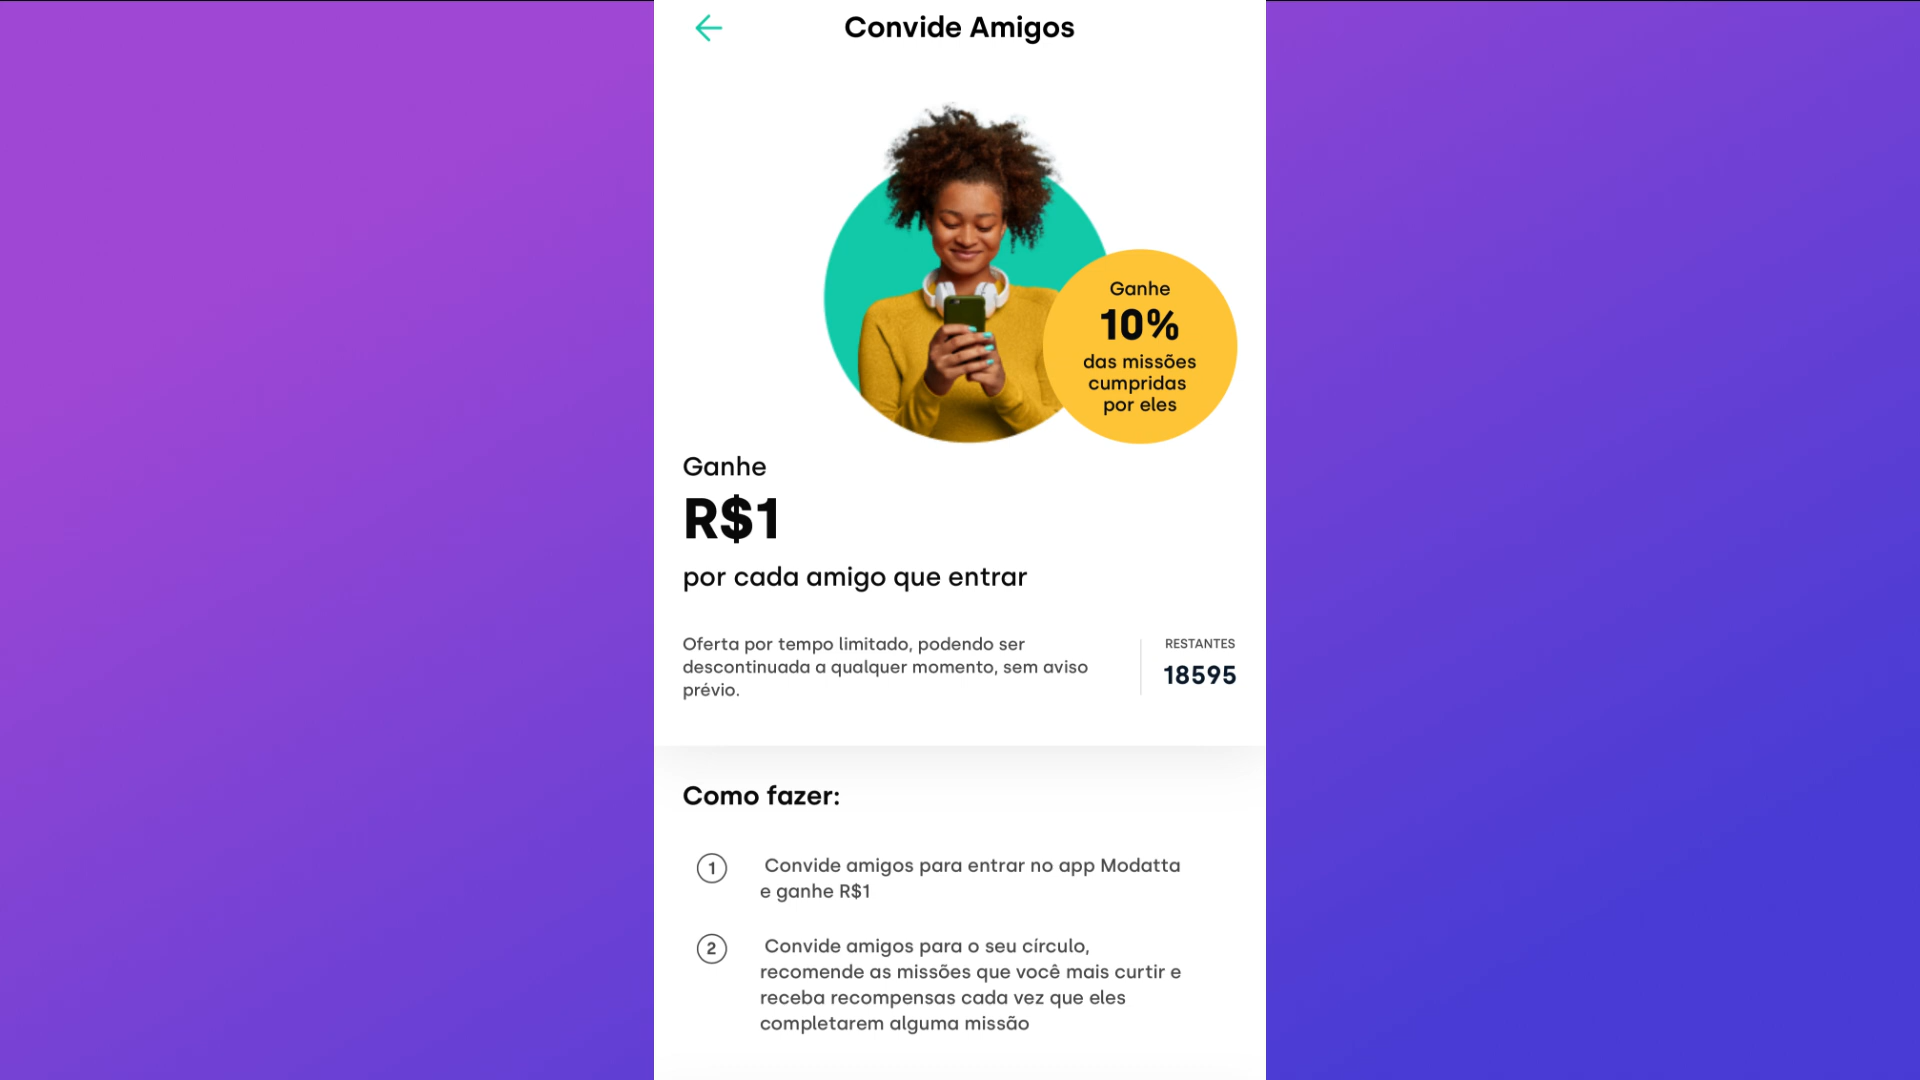 Convide Amigos
Ganhe
10%
das missões
cumpridas
por eles
Ganhe
R$1
por cada amigo que entrar
Oferta por tempo limitado, podendo ser
descontinuada a qualquer momento, sem aviso
prévio.
RESTANTES
18595
Como fazer:
1 Convide amigos para entrar no app Modatta
e ganhe R$1
2 Convide amigos para o seu círculo,
recomende as missões que você mais curtir e
receba recompensas cada vez que eles
completarem alguma missão